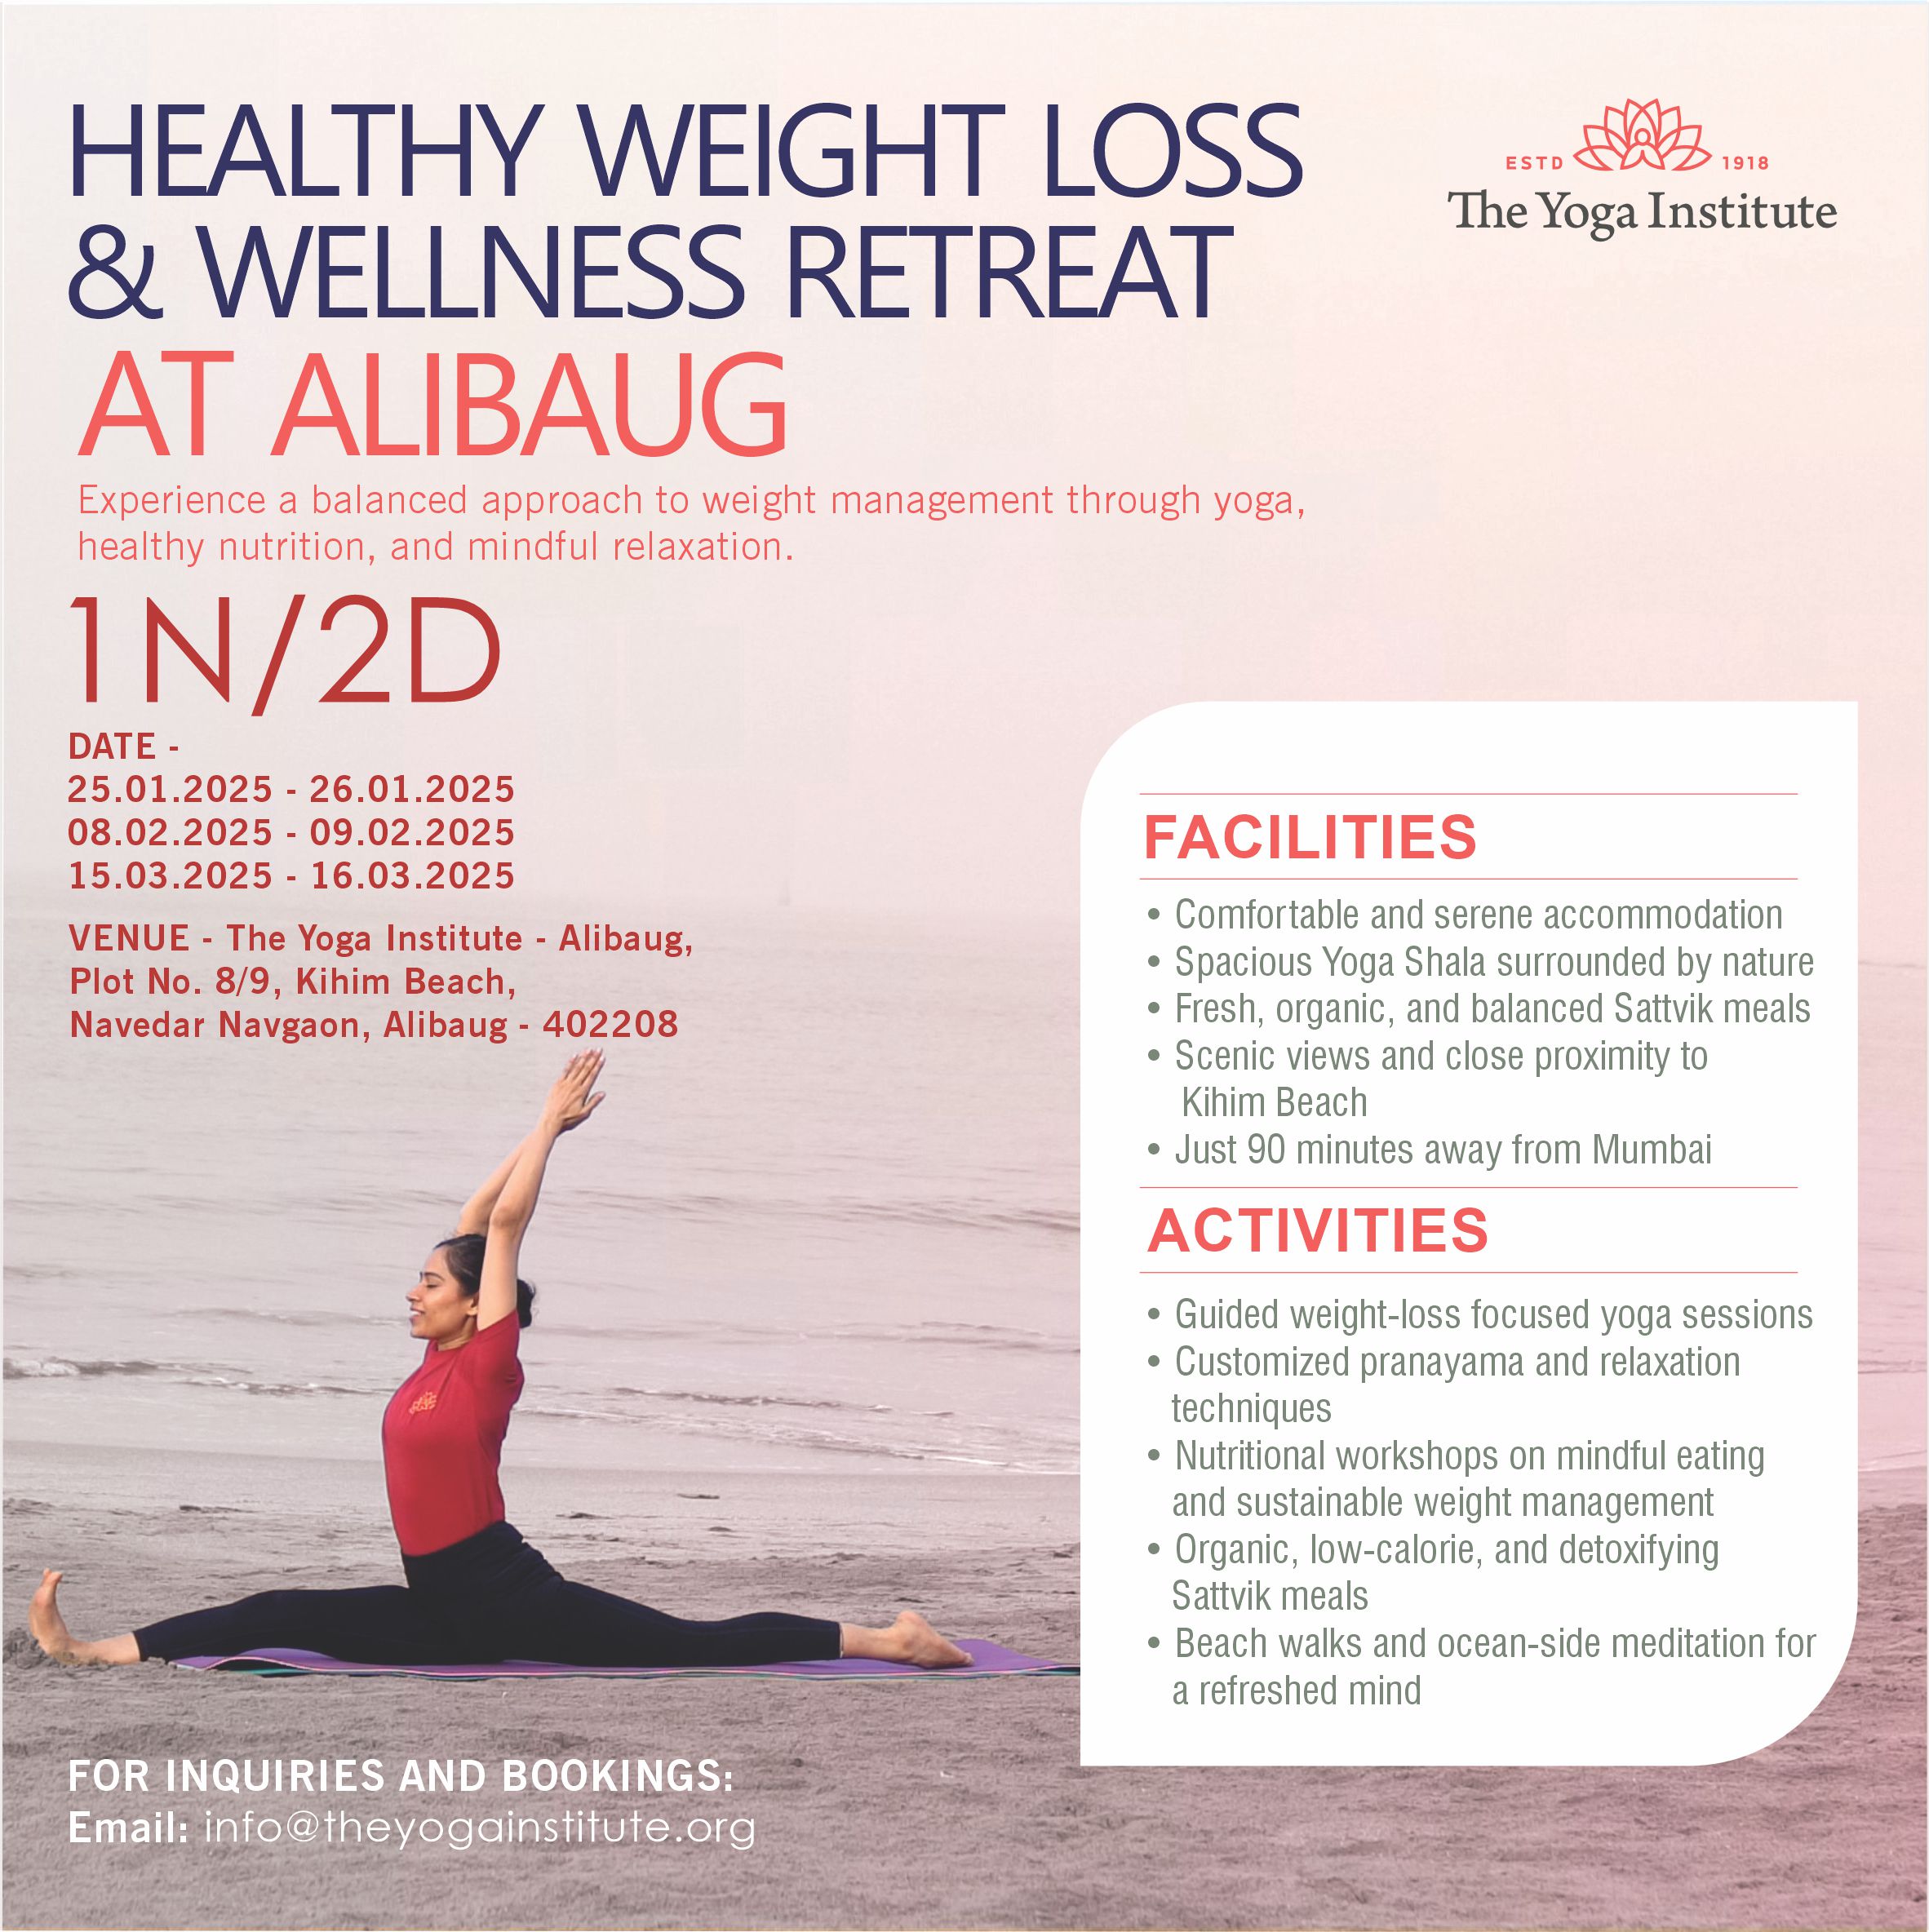 HEALTHY WEIGHT LOSS
& WELLNESS RETREAT
AT ALIBAUG
Experience a balanced approach to weight management through yoga,
healthy nutrition, and mindful relaxation.
1N/2D
DATE -
25.01.2025 - 26.01.2025
08.02.2025 - 09.02.2025
15.03.2025 - 16.03.2025
VENUE - The Yoga Institute - Alibaug,
Plot No. 8/9, Kihim Beach,
Navedar Navgaon, Alibaug - 402208
ESTD 1918
The Yoga Institute
FACILITIES
• Comfortable and serene accommodation
• Spacious Yoga Shala surrounded by nature
• Fresh, organic, and balanced Sattvik meals
• Scenic views and close proximity to
Kihim Beach
• Just 90 minutes away from Mumbai
ACTIVITIES
• Guided weight-loss focused yoga sessions
• Customized pranayama and relaxation
techniques
• Nutritional workshops on mindful eating
and sustainable weight management
• Organic, low-calorie, and detoxifying
Sattvik meals
• Beach walks and ocean-side meditation for
a refreshed mind
FOR INQUIRIES AND BOOKINGS:
Email: info@theyogainstitute.org